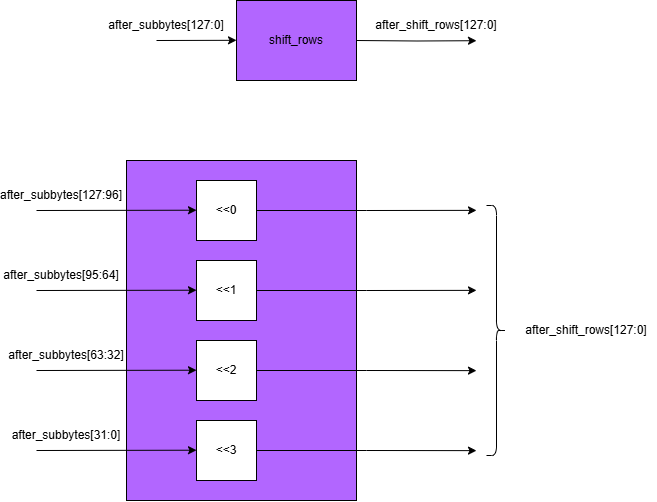 after_subbytes[127:0]
shift_rows
after_shift_rows[127:0]
after_subbytes[127:96]
<<0
after_subbytes[95:64]
<<1
after_shift_rows[127:0]
after_subbytes[63:32]
<<2
after_subbytes[31:0]
<<3